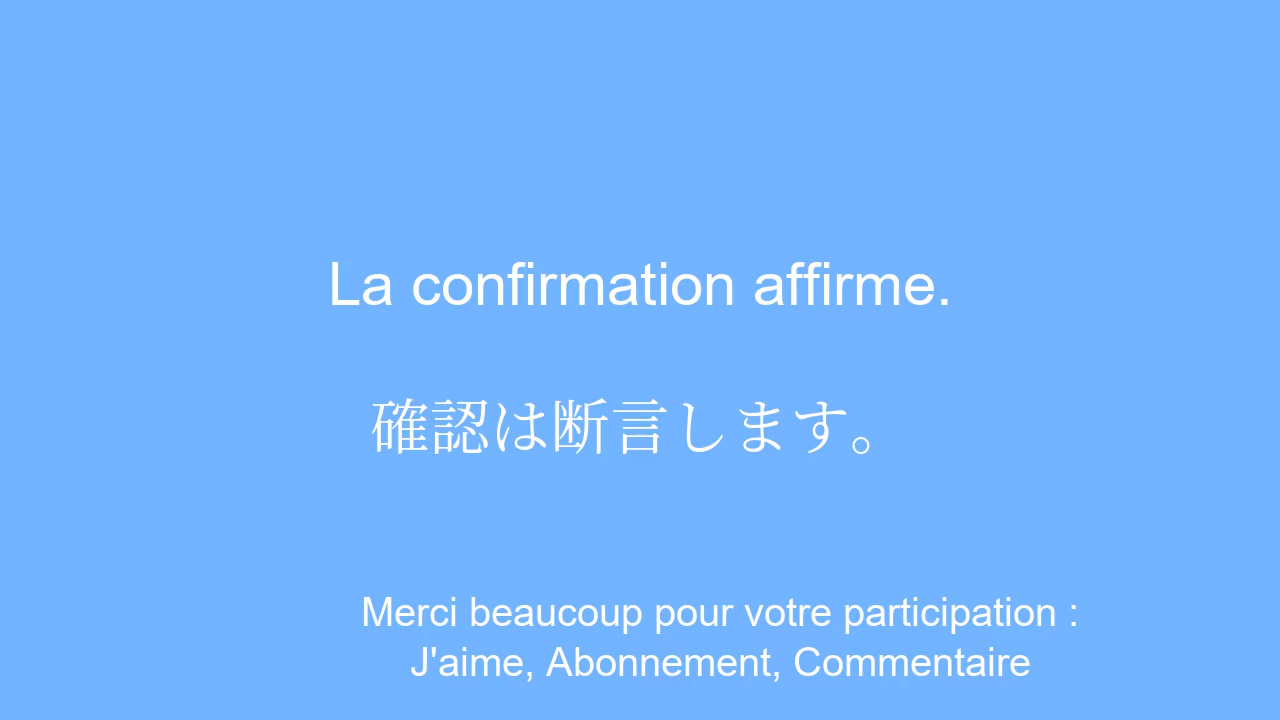 La confirmation affirme.
確認は断言します。
Merci beaucoup pour votre participation :
J'aime, Abonnement, Commentaire